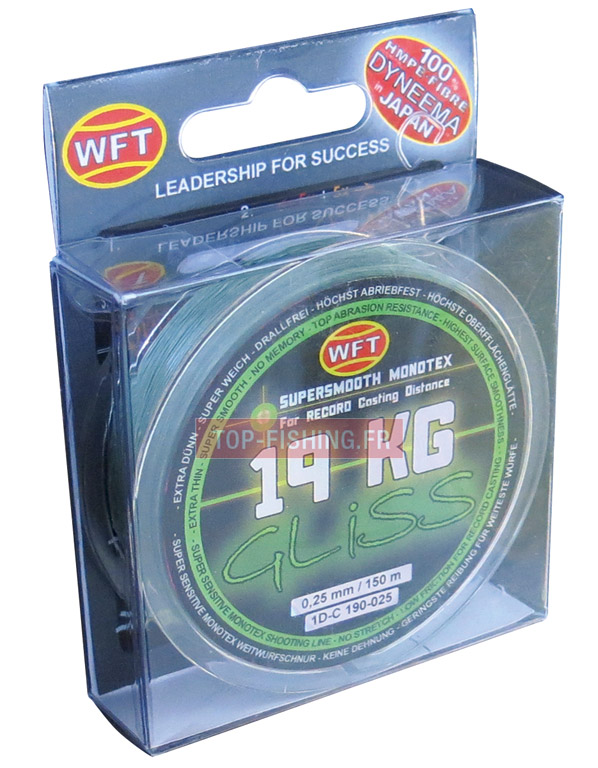 WFT
LEADERSHIP FOR SUCCESS
100% HMPE FIBRE
DYNEEMA
in JAPAN
LEADERSHIP FOR SUCCESS
- EXTRA DÜNN - SUPER WEICH - DRALLFREI - HÖCHST ABRIEBFEST - HÖCHSTE OBERFLÄCHENGLÄTTE -
- EXTRA THIN - SUPER SMOOTH - NO MEMORY - TOP ABRASION RESISTANCE - HIGHEST SURFACE SMOOTHNESS -
WFT
SUPERSMOOTH MONOTEX
For RECORD Casting Distance
TOP-FISHING.FR
19 KG
GLiSS
0,25 mm / 150 m
1D-C 190-025
- SUPER SENSITIVE MONOTEX SHOOTING LINE - NO STRETCH - LOW FRICTION FOR RECORD CASTING -
- SUPER SENSITIVE MONOTEX WEITWURFSCHNUR - KEINE DEHNUNG - GERINGSTE REIBUNG FÜR WEITESTE WÜRFE -